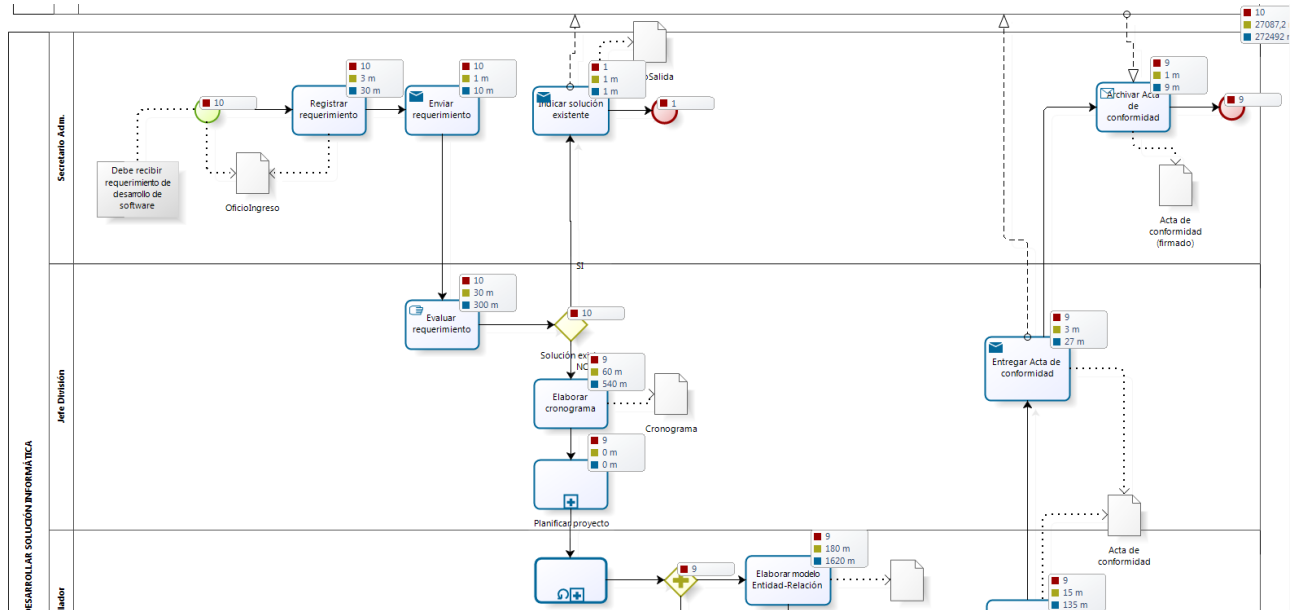 10
27087,2
272492
DESARROLLAR SOLUCIÓN INFORMÁTICA
Secretario Adm.
Debe recibir
requerimiento de
desarrollo de
software
10
OficioIngreso
Registrar
requerimiento
10
3 m
30 m
Enviar
requerimiento
10
1 m
10 m
Indicar solución
existente
1
1 m
1 m
Salida
1
Archivar Acta
de
conformidad
9
1 m
9 m
9
Acta de
conformidad
(firmado)
SI
Jefe División
Evaluar
requerimiento
10
30 m
300 m
10
Solución
NO
Elaborar
cronograma
9
60 m
540 m
Cronograma
9
0 m
0 m
Planificar proyecto
Entregar Acta de
conformidad
9
3 m
27 m
Acta de
conformidad
9
Elaborar modelo
Entidad-Relación
9
180 m
1620 m
9
15 m
135 m